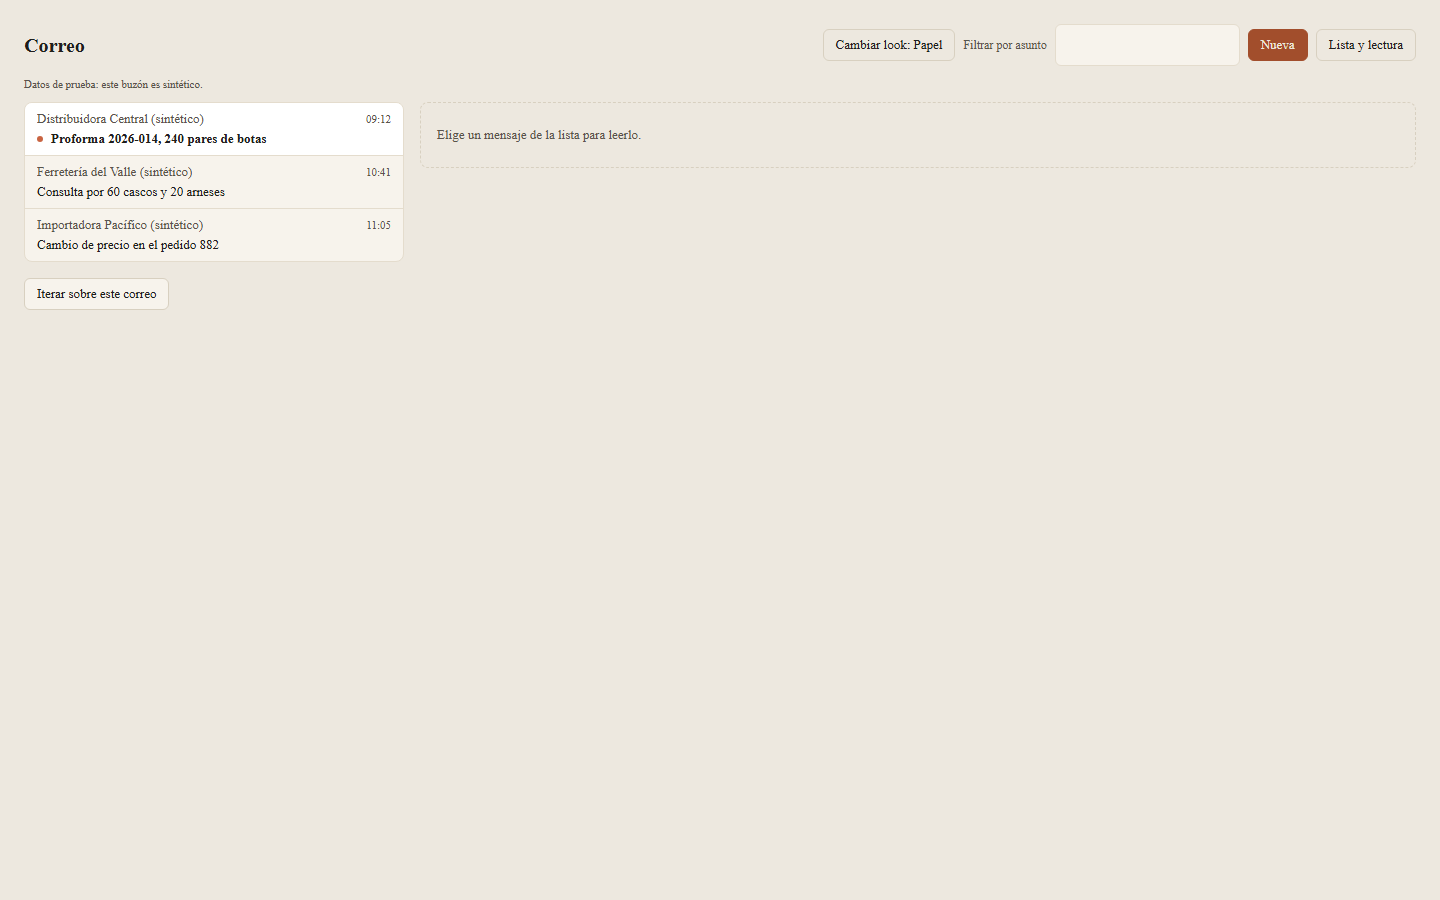 Correo
Cambiar look: Papel
Filtrar por asunto
Nueva
Lista y lectura
Datos de prueba: este buzón es sintético.
Distribuidora Central (sintético) 09:12
Proforma 2026-014, 240 pares de botas
Ferretería del Valle (sintético) 10:41
Consulta por 60 cascos y 20 arneses
Importadora Pacífico (sintético) 11:05
Cambio de precio en el pedido 882
Elige un mensaje de la lista para leerlo.
Iterar sobre este correo